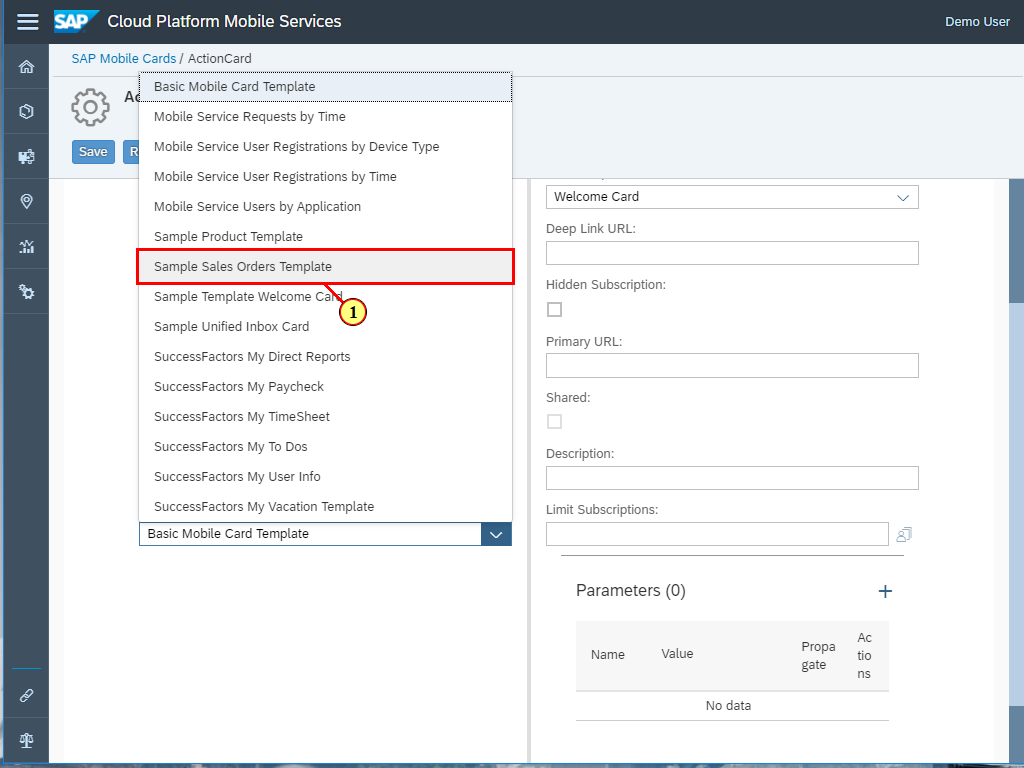 SAP Cloud Platform Mobile Services
Demo User
SAP Mobile Cards / ActionCard
Ac
Save
R
Basic Mobile Card Template
Mobile Service Requests by Time
Mobile Service User Registrations by Device Type
Mobile Service User Registrations by Time
Mobile Service Users by Application
Sample Product Template
Sample Sales Orders Template
Sample Template Welcome Card
1
Sample Unified Inbox Card
SuccessFactors My Direct Reports
SuccessFactors My Paycheck
SuccessFactors My TimeSheet
SuccessFactors My To Dos
SuccessFactors My User Info
SuccessFactors My Vacation Template
Basic Mobile Card Template
Welcome Card
Deep Link URL:
Hidden Subscription:
Primary URL:
Shared:
Description:
Limit Subscriptions:
Parameters (0)
Name Value Propa
gate Ac
tio
ns
No data